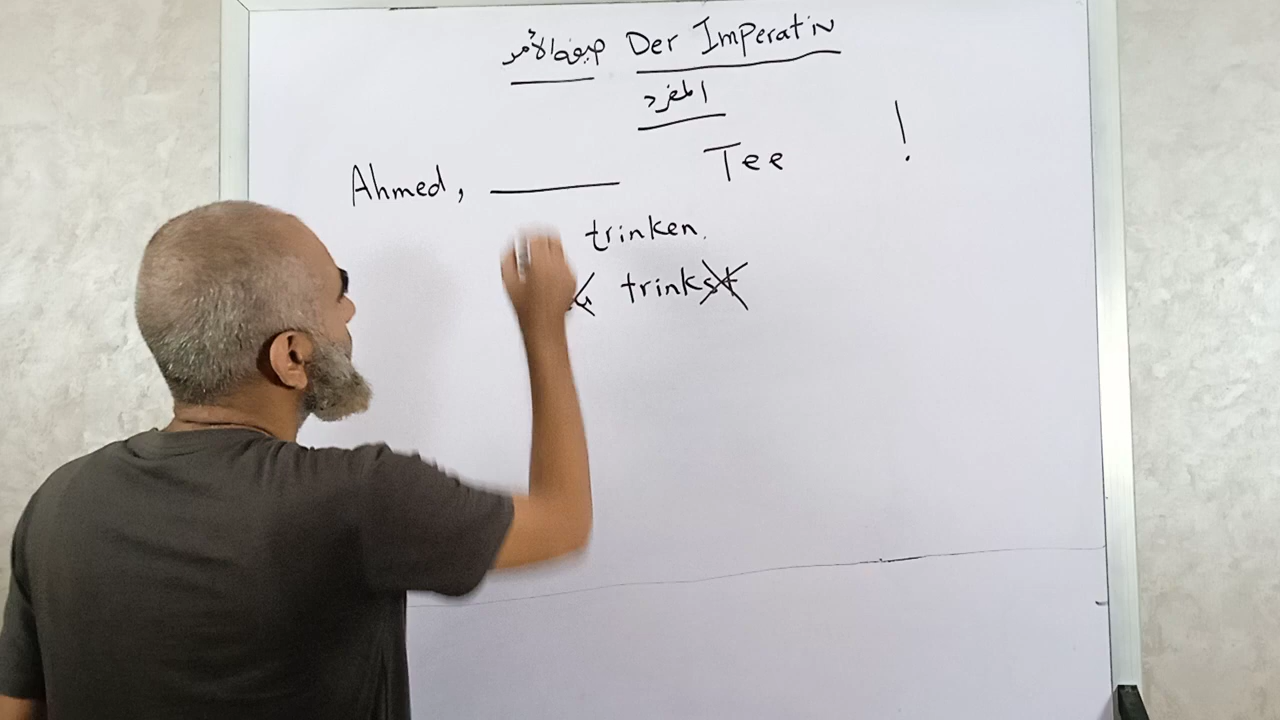 صيغة الأمر Der Imperativ
المفرد
Ahmed, ______ Tee !
trinken.
trinkst